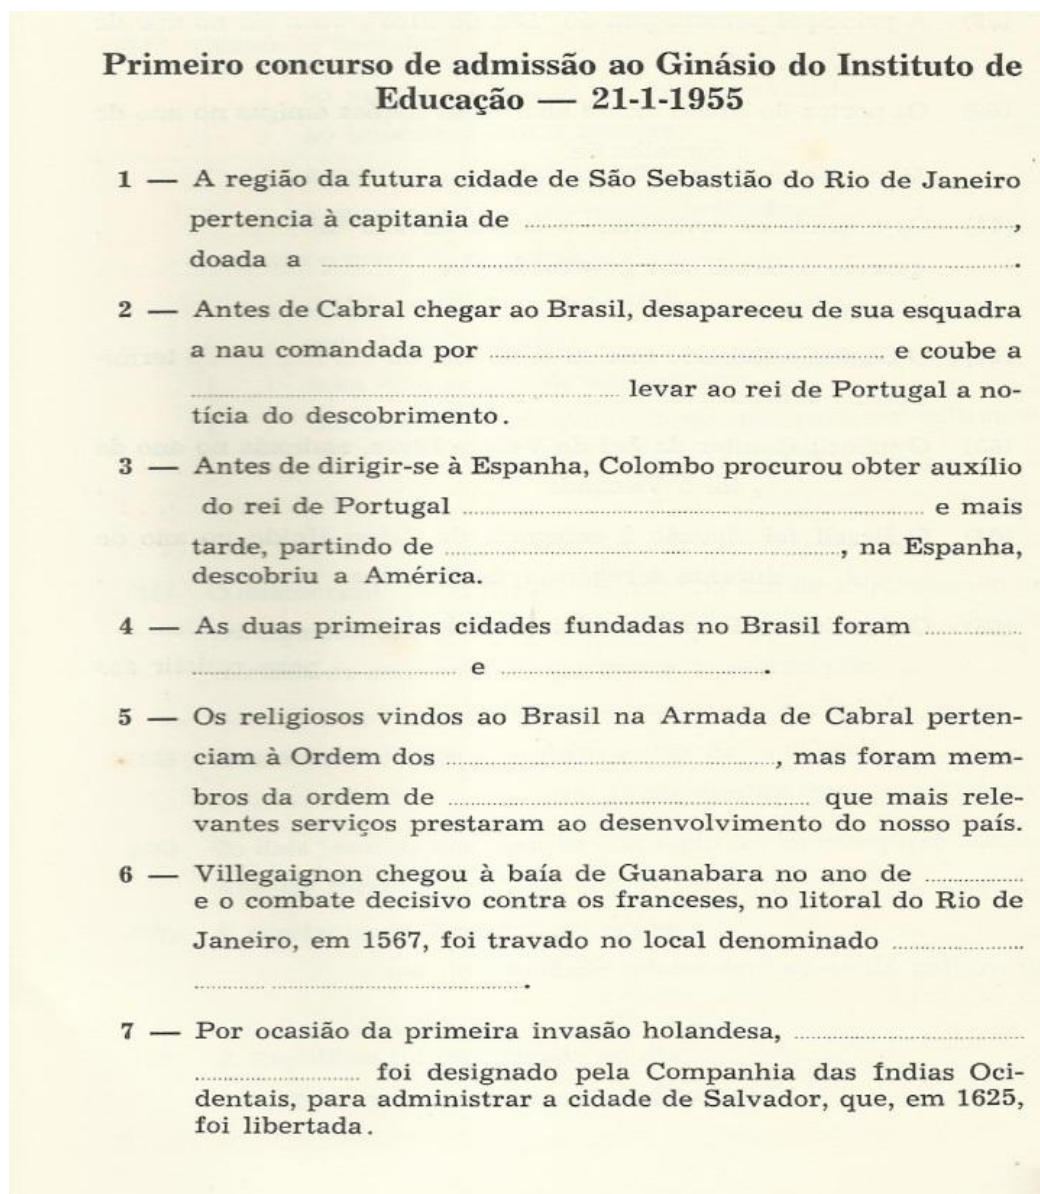 Primeiro concurso de admissão ao Ginásio do Instituto de
Educação — 21-1-1955
1 — A região da futura cidade de São Sebastião do Rio de Janeiro
pertencia à capitania de ........................................,
doada a ........................................ .
2 — Antes de Cabral chegar ao Brasil, desapareceu de sua esquadra
a nau comandada por ........................................ e coube a
........................................ levar ao rei de Portugal a no-
tícia do descobrimento.
3 — Antes de dirigir-se à Espanha, Colombo procurou obter auxílio
do rei de Portugal ........................................ e mais
tarde, partindo de ........................................, na Espanha,
descobriu a América.
4 — As duas primeiras cidades fundadas no Brasil foram ............
.............................. e .............................. .
5 — Os religiosos vindos ao Brasil na Armada de Cabral perten-
ciam à Ordem dos ........................................, mas foram mem-
bros da ordem de ........................................ que mais rele-
vantes serviços prestaram ao desenvolvimento do nosso país.
6 — Villegaignon chegou à baía de Guanabara no ano de ............
e o combate decisivo contra os franceses, no litoral do Rio de
Janeiro, em 1567, foi travado no local denominado ................
............ .............................. .
7 — Por ocasião da primeira invasão holandesa, ..............................
.................... foi designado pela Companhia das Índias Oci-
dentais, para administrar a cidade de Salvador, que, em 1625,
foi libertada.